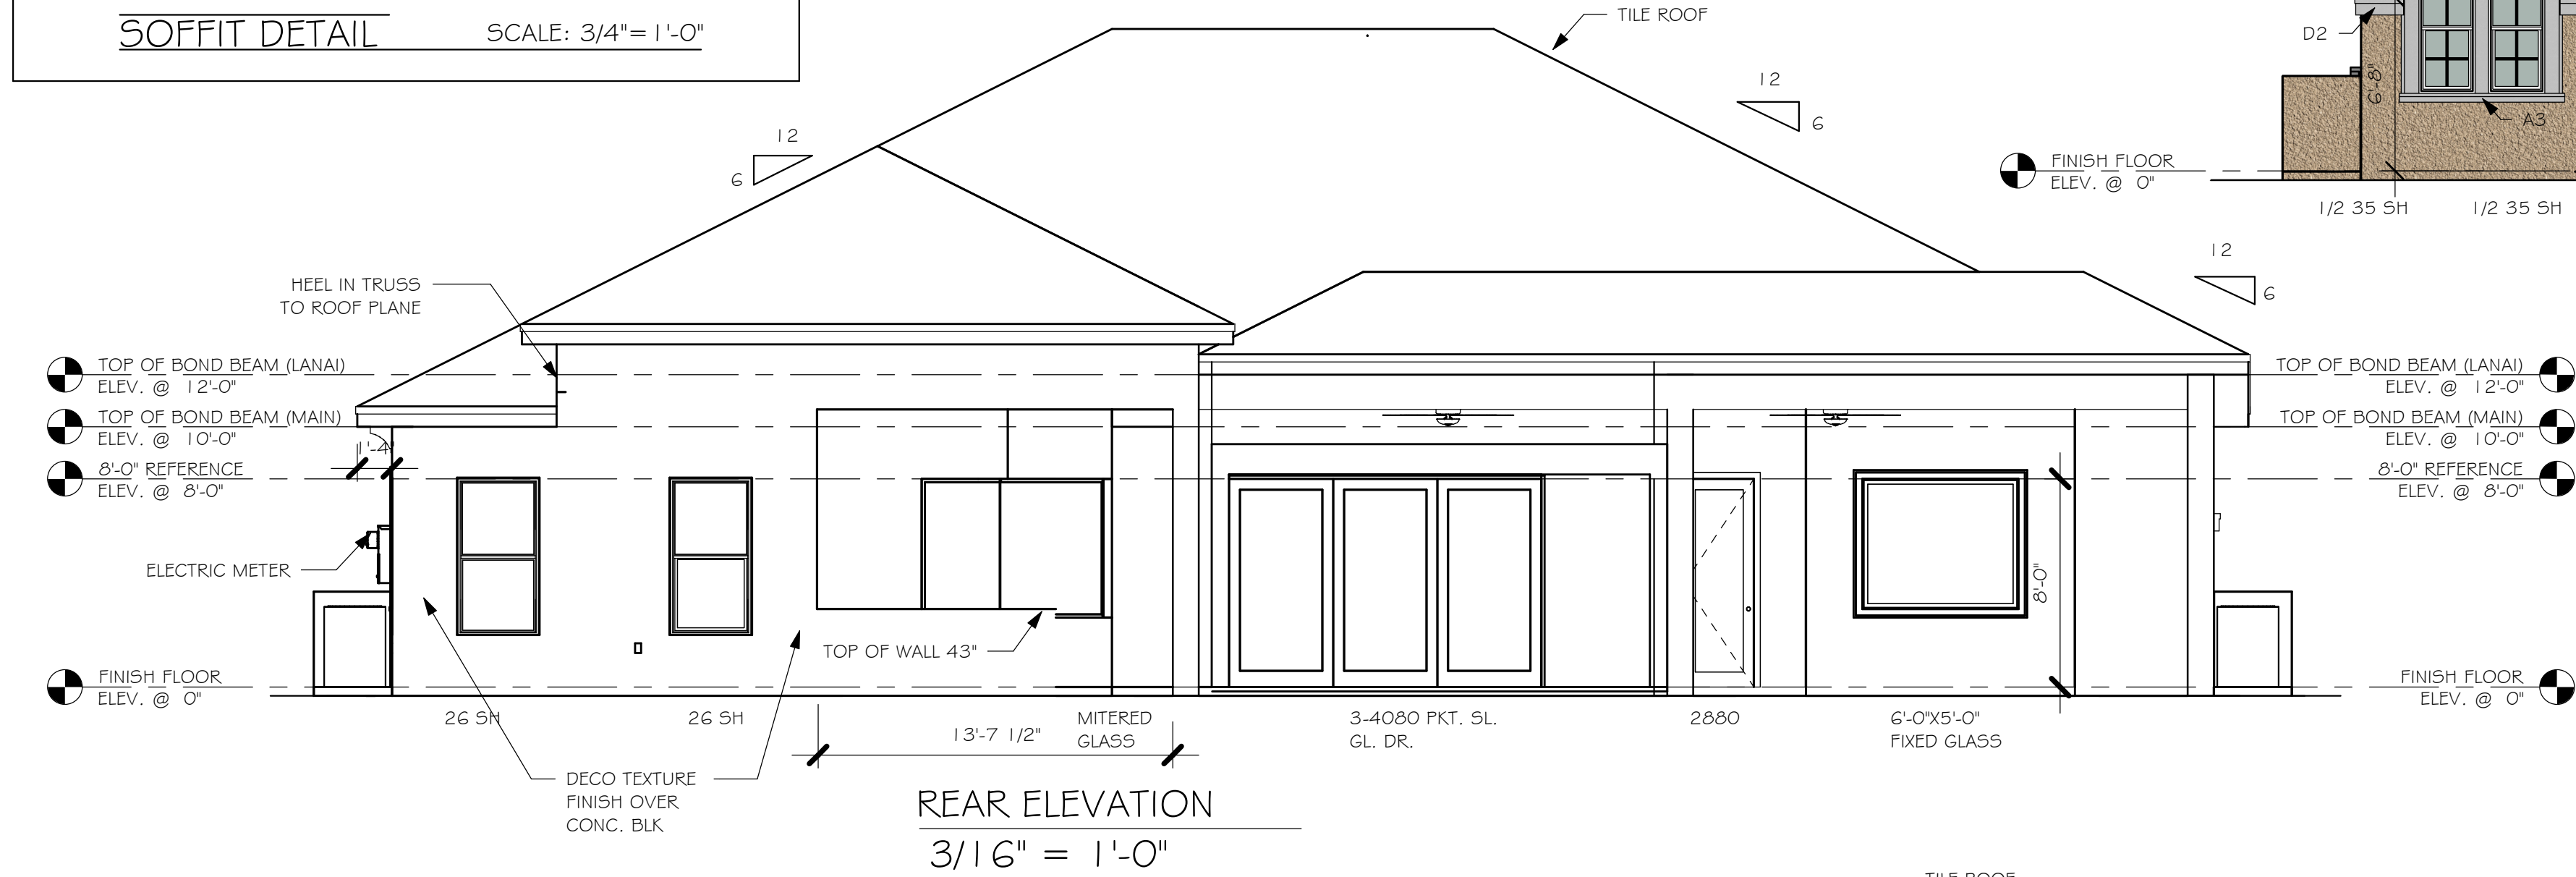 SOFFIT DETAIL SCALE: 3/4"= 1'-0"
TILE ROOF
12
6
12
6
D2
6'-8"
A3
FINISH FLOOR
ELEV. @ 0"
1/2 35 SH 1/2 35 SH
12
6
HEEL IN TRUSS
TO ROOF PLANE
TOP OF BOND BEAM (LANAI)
ELEV. @ 12'-0"
TOP OF BOND BEAM (MAIN)
ELEV. @ 10'-0"
1'-4"
8'-0" REFERENCE
ELEV. @ 8'-0"
ELECTRIC METER
FINISH FLOOR
ELEV. @ 0"
TOP OF BOND BEAM (LANAI)
ELEV. @ 12'-0"
TOP OF BOND BEAM (MAIN)
ELEV. @ 10'-0"
8'-0" REFERENCE
ELEV. @ 8'-0"
8'-0"
FINISH FLOOR
ELEV. @ 0"
TOP OF WALL 43"
26 SH
26 SH
13'-7 1/2"
MITERED
GLASS
3-4080 PKT. SL.
GL. DR.
2880
6'-0"X5'-0"
FIXED GLASS
DECO TEXTURE
FINISH OVER
CONC. BLK
REAR ELEVATION
3/16" = 1'-0"
TILE ROOF